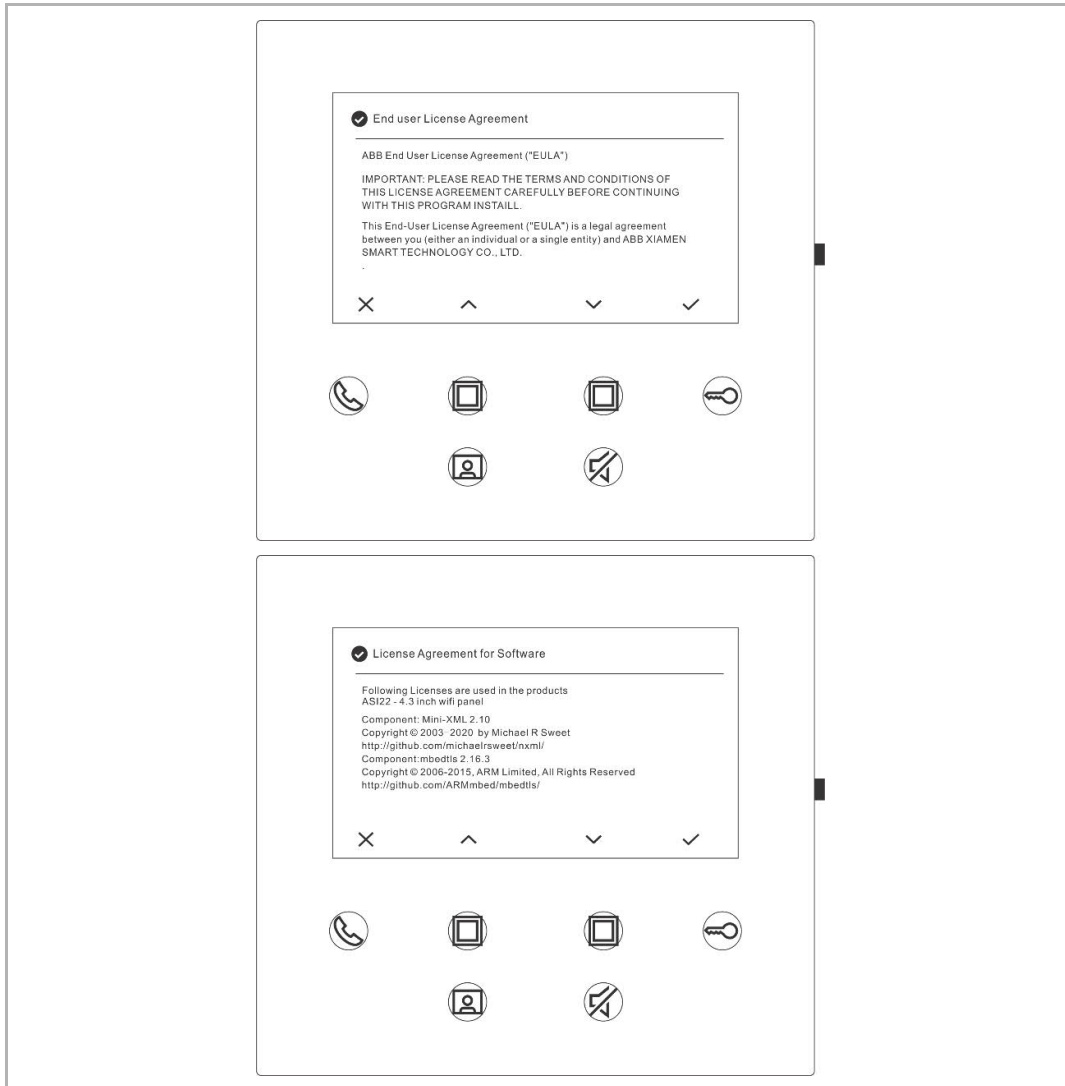 End user License Agreement
ABB End User License Agreement ("EULA")
IMPORTANT: PLEASE READ THE TERMS AND CONDITIONS OF
THIS LICENSE AGREEMENT CAREFULLY BEFORE CONTINUING
WITH THIS PROGRAM INSTAILL.
This End-User License Agreement ("EULA") is a legal agreement
between you (either an individual or a single entity) and ABB XIAMEN
SMART TECHNOLOGY CO., LTD.
.
License Agreement for Software
Following Licenses are used in the products
ASI22 - 4.3 inch wifi panel
Component: Mini-XML 2.10
Copyright © 2003 2020 by Michael R Sweet
http://github.com/michaelrsweet/nxml/
Component:mbedtls 2.16.3
Copyright © 2006-2015, ARM Limited, All Rights Reserved
http://github.com/ARMmbed/mbedtls/